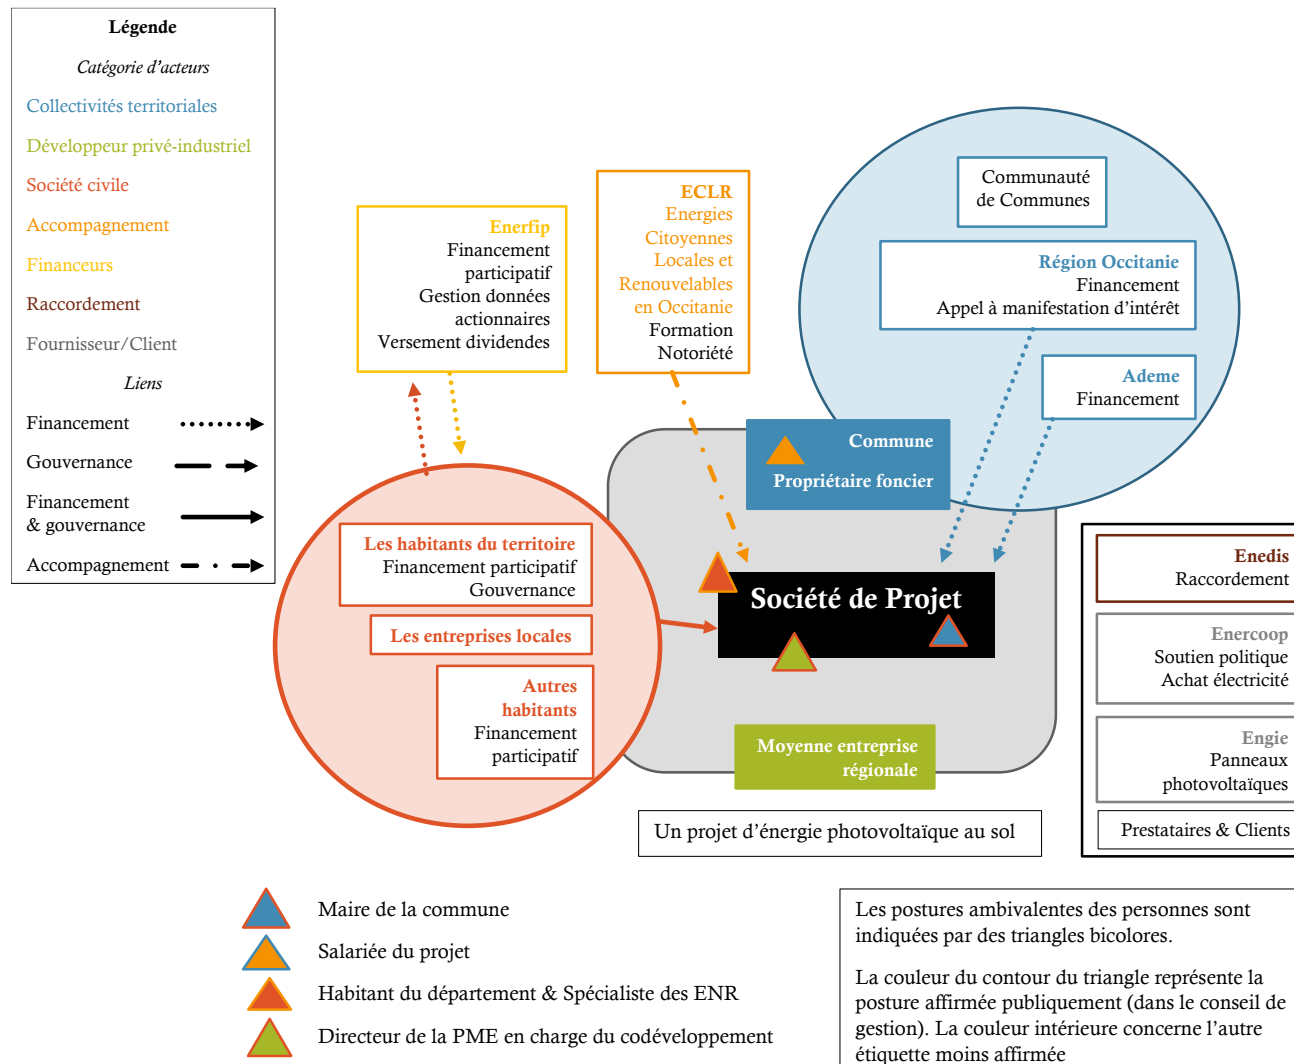 Légende
Catégorie d'acteurs
Collectivités territoriales
Développeur privé-industriel
Société civile
Accompagnement
Financeurs
Raccordement
Fournisseur/Client
Liens
Financement
Gouvernance
Financement
& gouvernance
Accompagnement
Enerfip
Financement
participatif
Gestion données
actionnaires
Versement dividendes
ECLR
Energies
Citoyennes
Locales et
Renouvelables
en Occitanie
Formation
Notoriété
Communauté
de Communes
Région Occitanie
Financement
Appel à manifestation d'intérêt
Ademe
Financement
Commune
Propriétaire foncier
Les habitants du territoire
Financement participatif
Gouvernance
Les entreprises locales
Autres
habitants
Financement
participatif
Société de Projet
Moyenne entreprise
régionale
Un projet d'énergie photovoltaïque au sol
Enedis
Raccordement
Enercoop
Soutien politique
Achat électricité
Engie
Panneaux
photovoltaïques
Prestataires & Clients
Maire de la commune
Salariée du projet
Habitant du département & Spécialiste des ENR
Directeur de la PME en charge du codéveloppement
Les postures ambivalentes des personnes sont
indiquées par des triangles bicolores.
La couleur du contour du triangle représente la
posture affirmée publiquement (dans le conseil de
gestion). La couleur intérieure concerne l'autre
étiquette moins affirmée